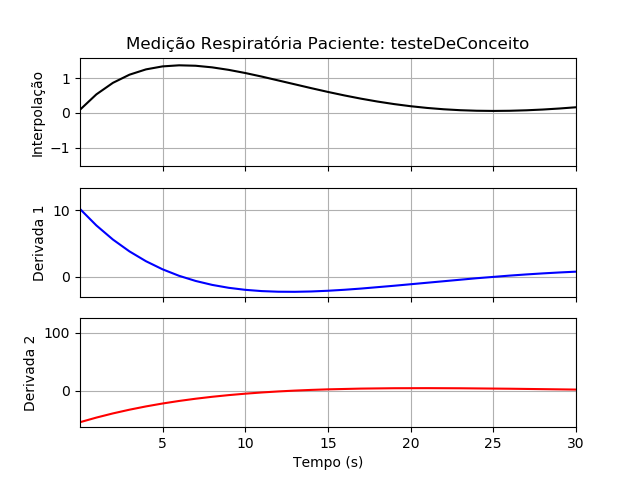 Medição Respiratória Paciente: testeDeConceito
Interpolação
1
0
−1
Derivada 1
10
0
Derivada 2
100
0
5
10
15
20
25
30
Tempo (s)